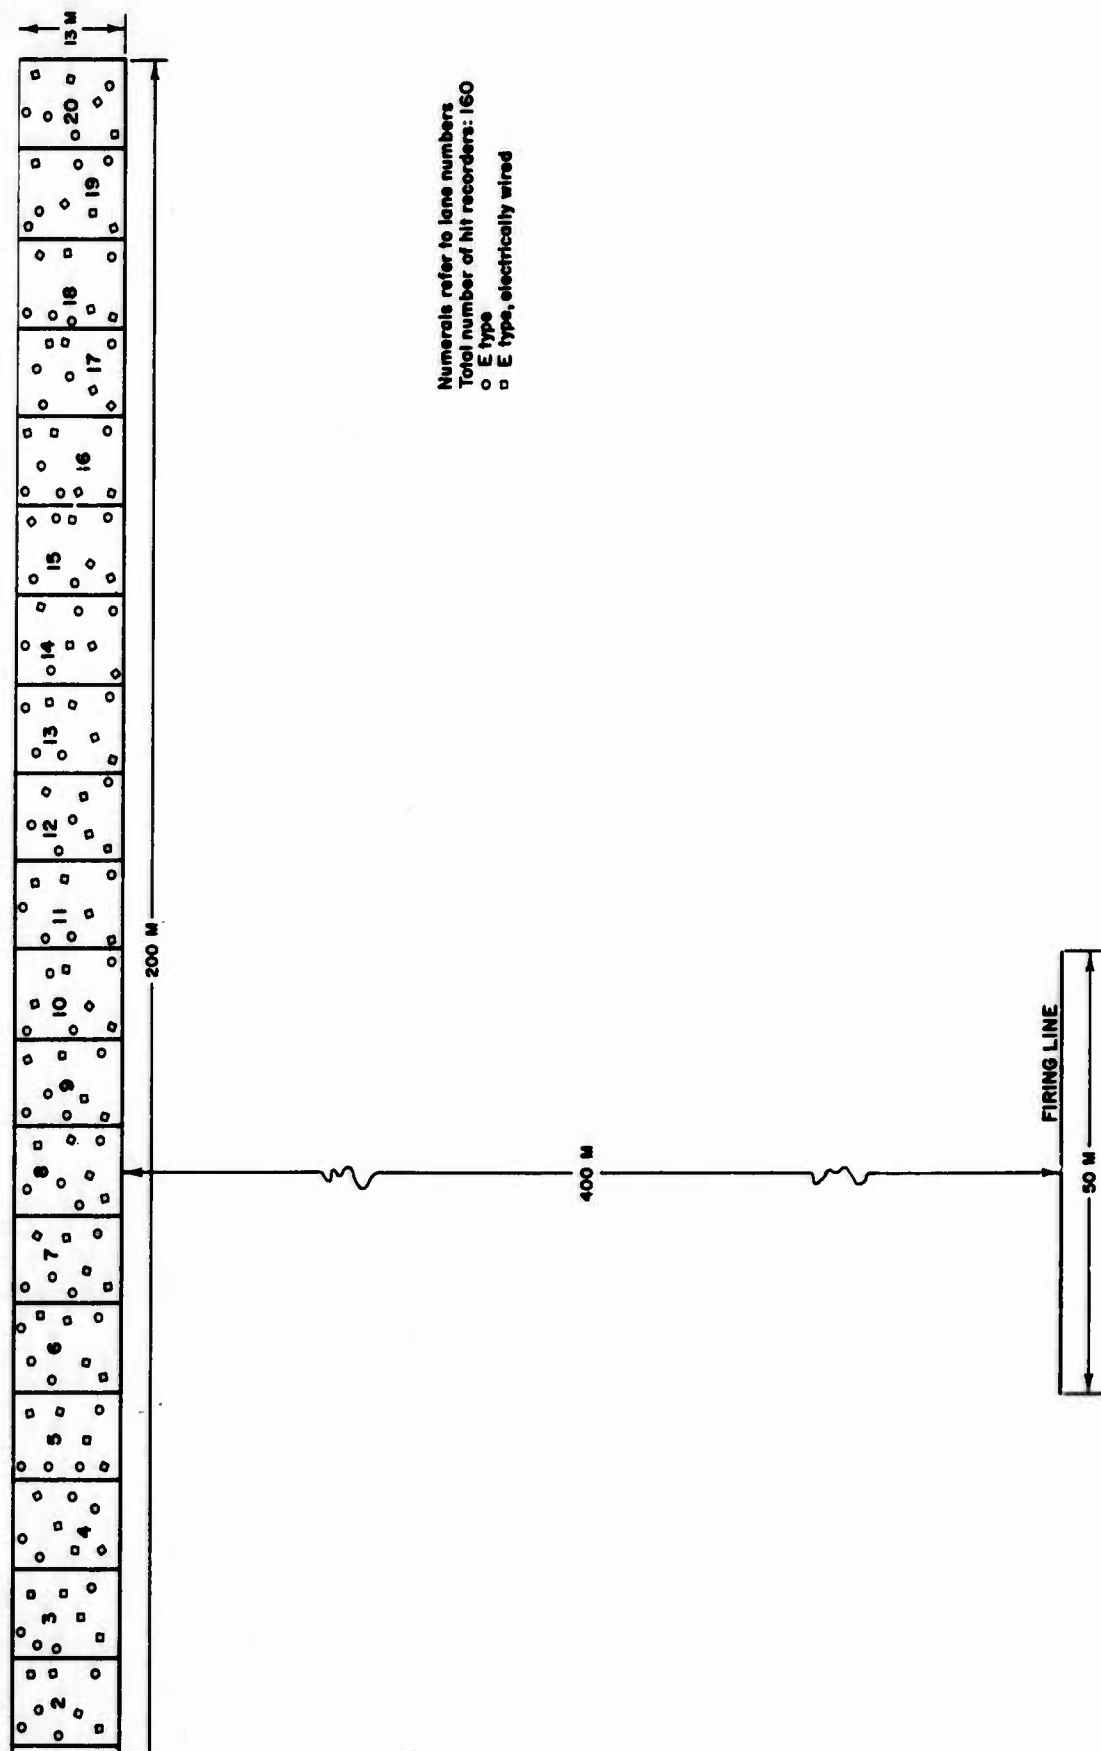 13 M
20
19
18
17
16
15
14
13
12
11
10
9
8
7
6
5
4
3
2
200 M
Numerals refer to lane numbers
Total number of hit recorders: 160
o E type
□ E type, electrically wired
400 M
FIRING LINE
50 M